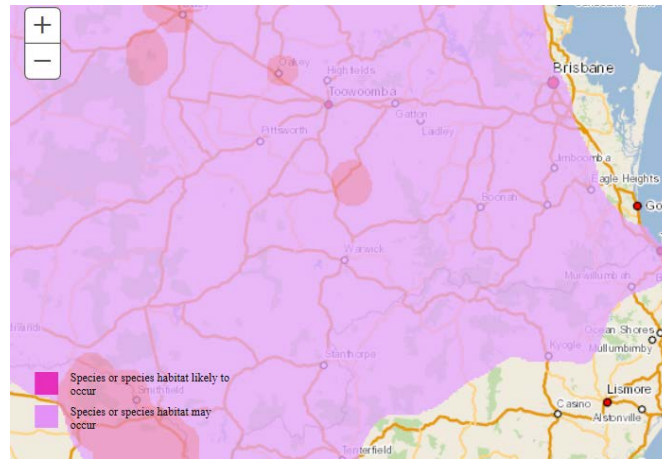 +
−
Oakey
Highfields
Toowoomba
Brisbane
Gatton
Laidley
Pittsworth
Jimboomba
Eagle Heights
Go
Boonah
Warwick
Murwillumbah
Stanthorpe
Ocean Shores
Mullumbimby
Kyogle
Species or species habitat likely to
occur
Smithfield
Lismore
Species or species habitat may
occur
Casino
Alstonville
Tenterfield